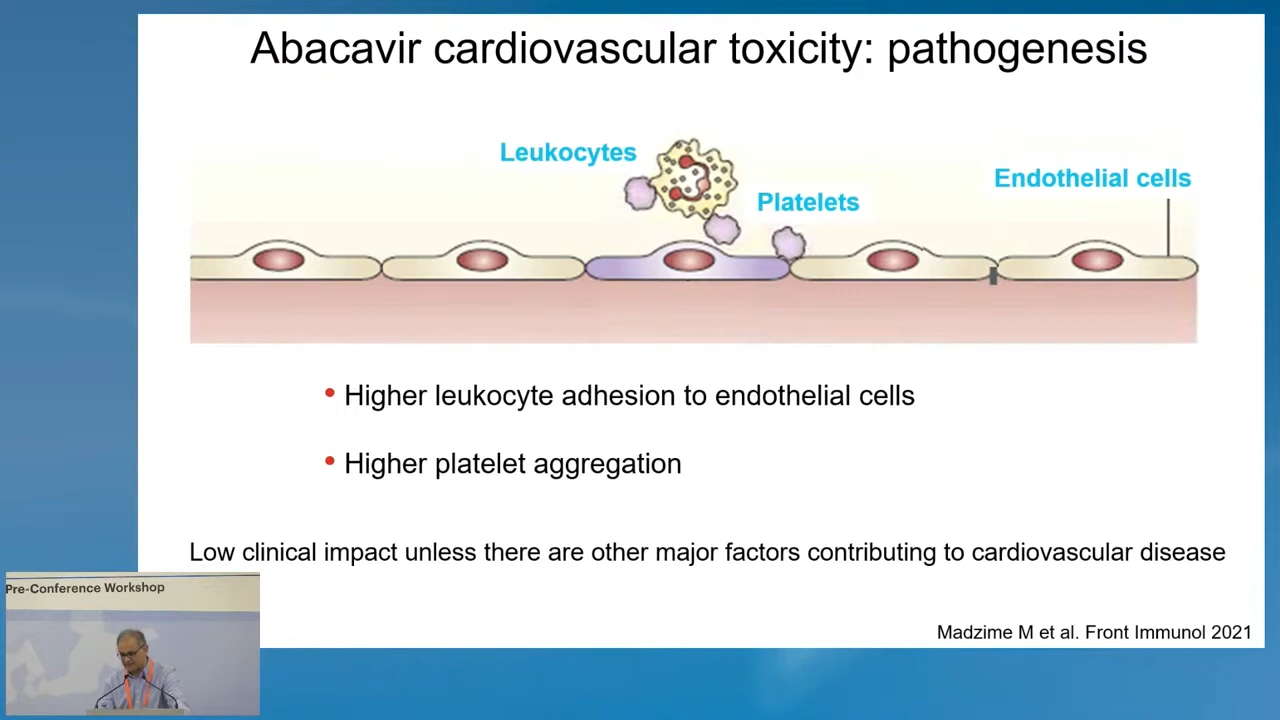 Abacavir cardiovascular toxicity: pathogenesis
Leukocytes
Platelets
Endothelial cells
• Higher leukocyte adhesion to endothelial cells
• Higher platelet aggregation
Low clinical impact unless there are other major factors contributing to cardiovascular disease
Madzime M et al. Front Immunol 2021
Pre-Conference Workshop